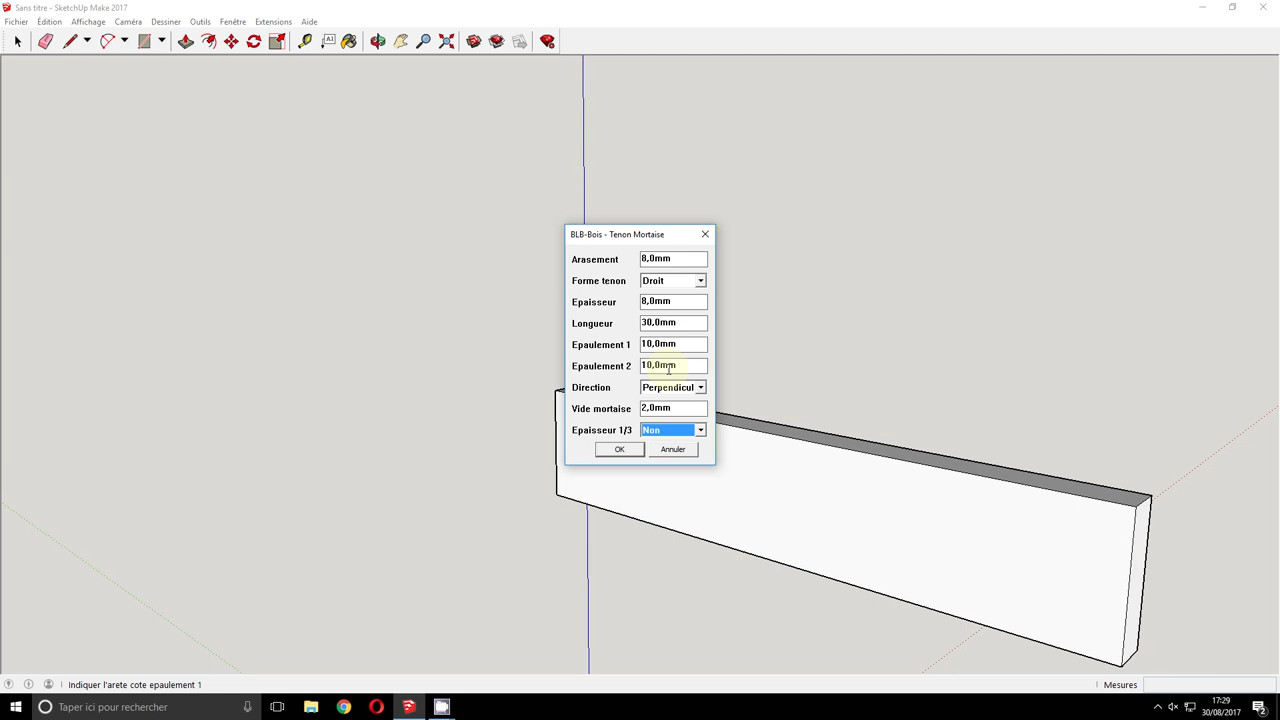 Sans titre - SketchUp Make 2017
Fichier Édition Affichage Caméra Dessiner Outils Fenêtre Extensions Aide
BLB-Bois - Tenon Mortaise
Arasement 8,0mm
Forme tenon Droit
Epaisseur 8,0mm
Longueur 30,0mm
Epaulement 1 10,0mm
Epaulement 2 10,0mm
Direction Perpendicul
Vide mortaise 2,0mm
Epaisseur 1/3 Non
OK Annuler
Indiquer l'arete cote epaulement 1
Mesures
Taper ici pour rechercher
17:29
30/08/2017
2